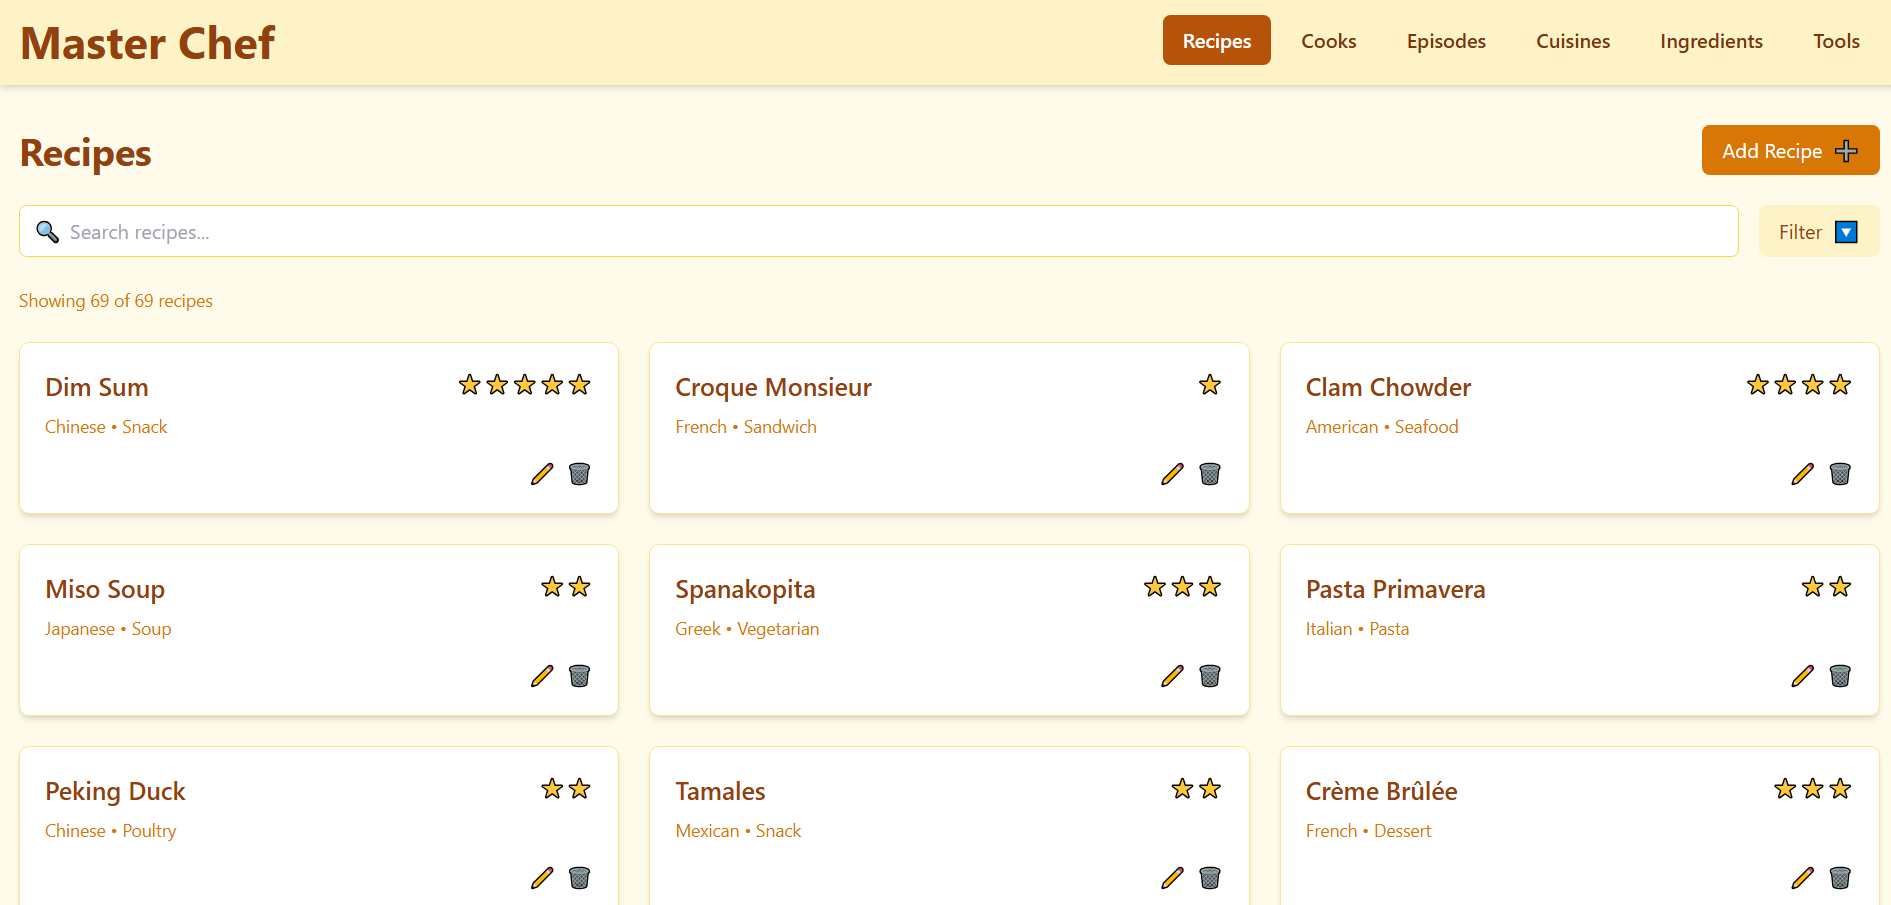 Master Chef
Recipes Cooks Episodes Cuisines Ingredients Tools
Recipes
Add Recipe
Search recipes...
Filter
Showing 69 of 69 recipes
Dim Sum
Chinese • Snack
Croque Monsieur
French • Sandwich
Clam Chowder
American • Seafood
Miso Soup
Japanese • Soup
Spanakopita
Greek • Vegetarian
Pasta Primavera
Italian • Pasta
Peking Duck
Chinese • Poultry
Tamales
Mexican • Snack
Crème Brûlée
French • Dessert